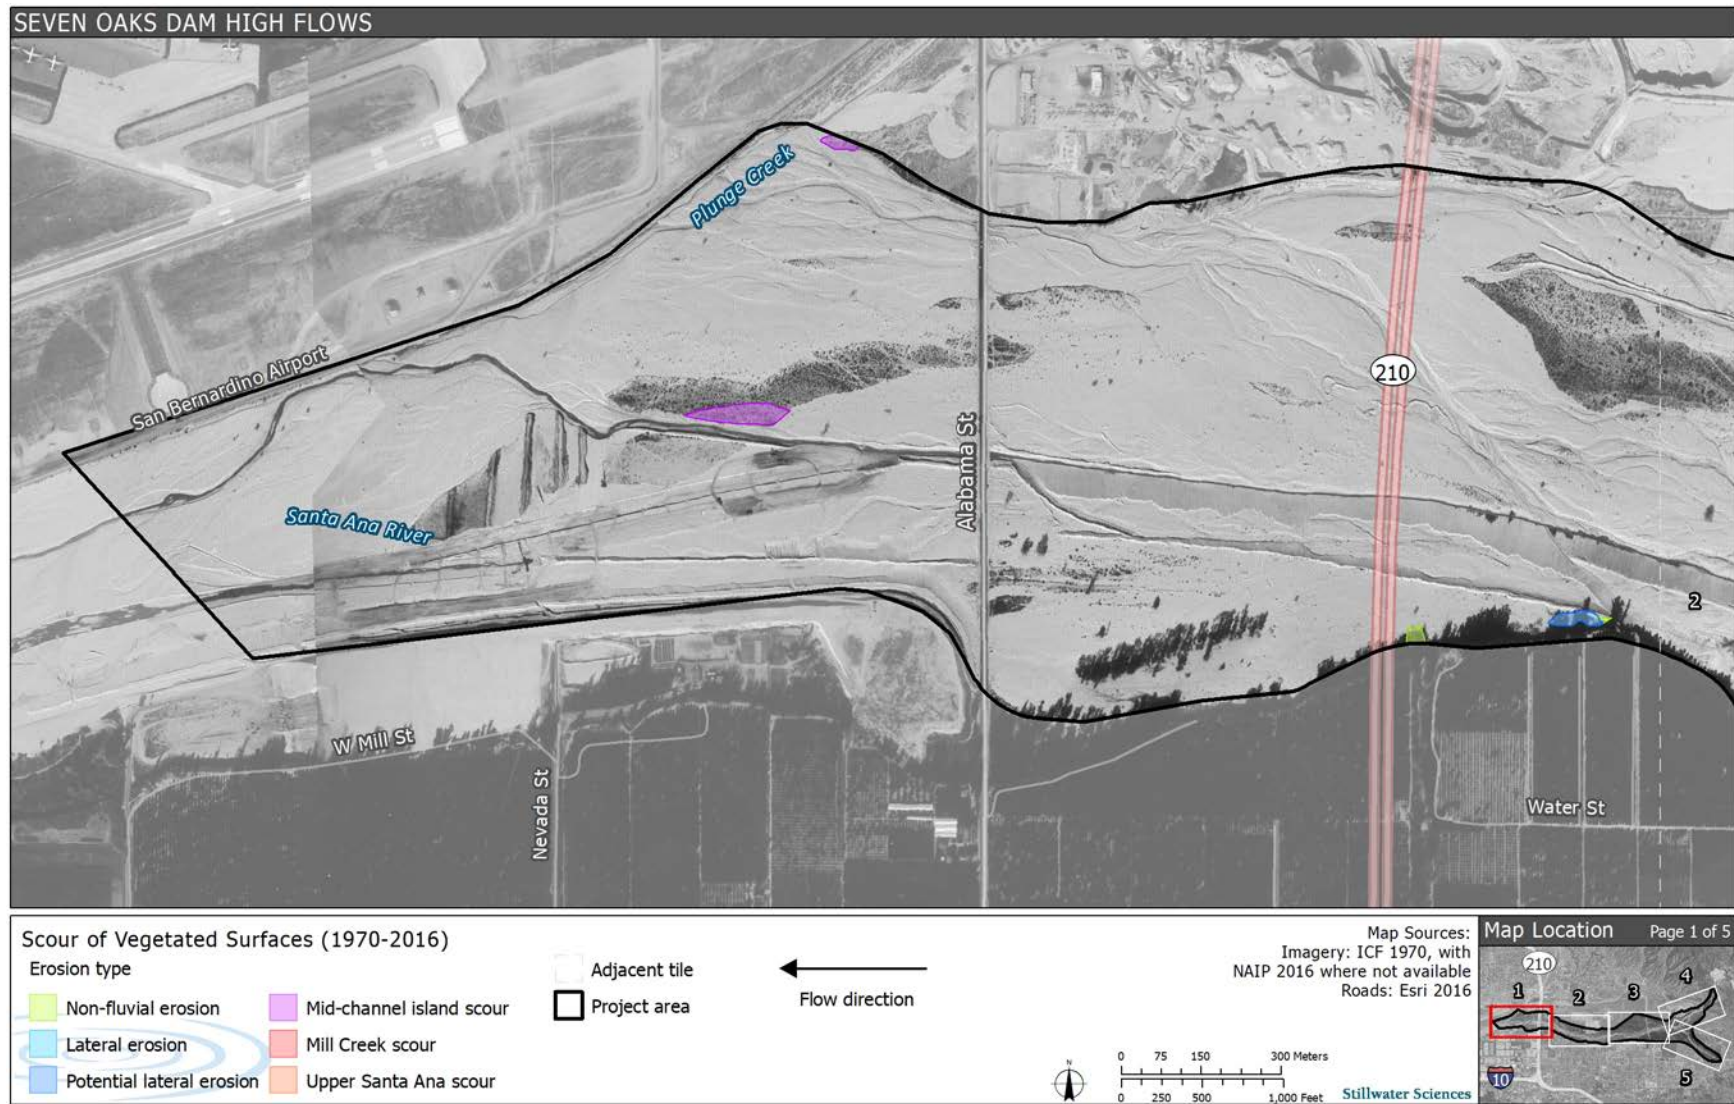 SEVEN OAKS DAM HIGH FLOWS
Plunge Creek
San Bernardino Airport
Santa Ana River
Alabama St
210
2
W Mill St
Nevada St
Water St
Scour of Vegetated Surfaces (1970-2016)
Erosion type
Non-fluvial erosion
Lateral erosion
Potential lateral erosion
Mid-channel island scour
Mill Creek scour
Upper Santa Ana scour
Adjacent tile
Project area
Flow direction
Map Sources:
Imagery: ICF 1970, with
NAIP 2016 where not available
Roads: Esri 2016
N
0 75 150 300 Meters
0 250 500 1,000 Feet
Stillwater Sciences
Map Location Page 1 of 5
210
1
2
3
4
5
10